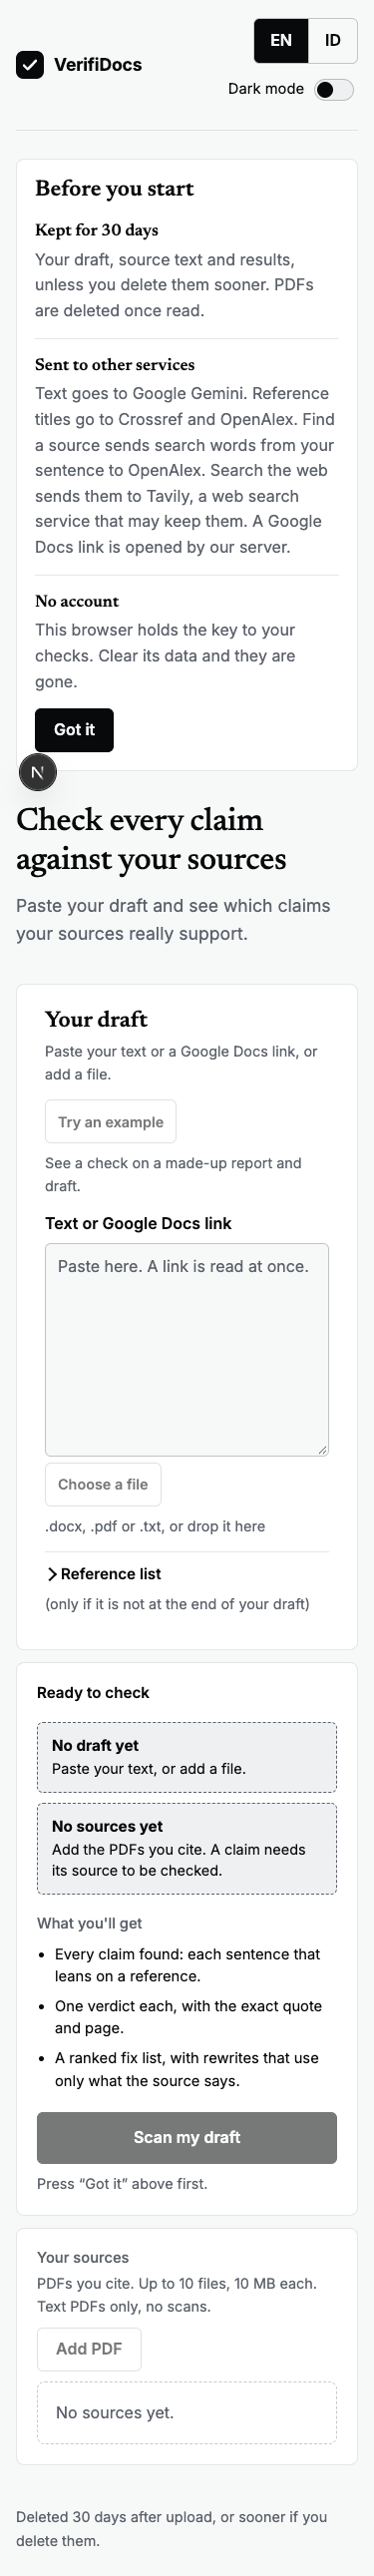 VerifiDocs
EN
ID
Dark mode
Before you start
Kept for 30 days
Your draft, source text and results,
unless you delete them sooner. PDFs
are deleted once read.
Sent to other services
Text goes to Google Gemini. Reference
titles go to Crossref and OpenAlex. Find
a source sends search words from your
sentence to OpenAlex. Search the web
sends them to Tavily, a web search
service that may keep them. A Google
Docs link is opened by our server.
No account
This browser holds the key to your
checks. Clear its data and they are
gone.
Got it
N
Check every claim
against your sources
Paste your draft and see which claims
your sources really support.
Your draft
Paste your text or a Google Docs link, or
add a file.
Try an example
See a check on a made-up report and
draft.
Text or Google Docs link
Paste here. A link is read at once.
Choose a file
.docx, .pdf or .txt, or drop it here
Reference list
(only if it is not at the end of your draft)
Ready to check
No draft yet
Paste your text, or add a file.
No sources yet
Add the PDFs you cite. A claim needs
its source to be checked.
What you'll get
• Every claim found: each sentence that
leans on a reference.
• One verdict each, with the exact quote
and page.
• A ranked fix list, with rewrites that use
only what the source says.
Scan my draft
Press “Got it” above first.
Your sources
PDFs you cite. Up to 10 files, 10 MB each.
Text PDFs only, no scans.
Add PDF
No sources yet.
Deleted 30 days after upload, or sooner if you
delete them.